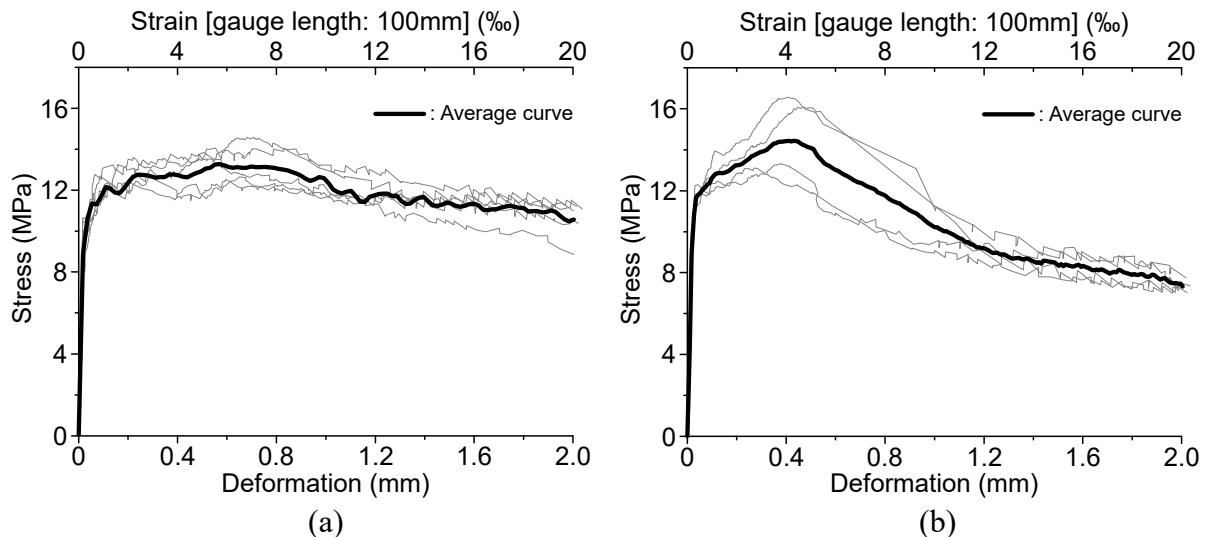 Strain [gauge length: 100mm] (‰)
0 4 8 12 16 20
16
12
8
4
0
Stress (MPa)
: Average curve
0 0.4 0.8 1.2 1.6 2.0
Deformation (mm)
(a)
Strain [gauge length: 100mm] (‰)
0 4 8 12 16 20
16
12
8
4
0
Stress (MPa)
: Average curve
0 0.4 0.8 1.2 1.6 2.0
Deformation (mm)
(b)